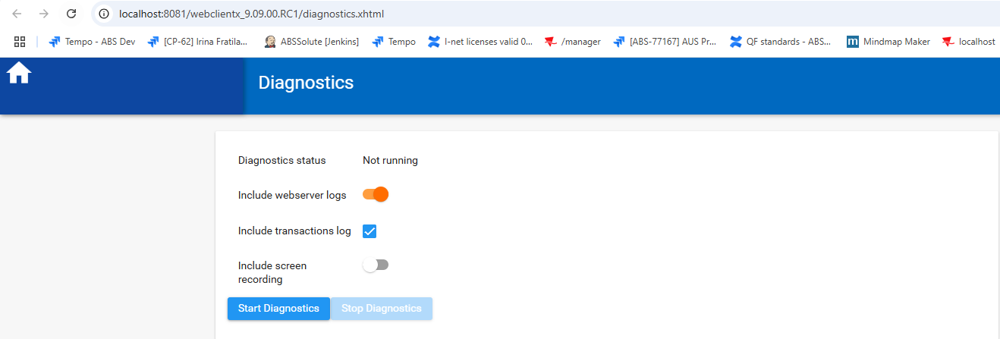 localhost:8081/webclientx_9.09.00.RC1/diagnostics.xhtml
Tempo - ABS Dev
[CP-62] Irina Fratila...
ABSSolute [Jenkins]
Tempo
I-net licenses valid 0...
/manager
[ABS-77167] AUS Pr...
QF standards - ABS...
m
Mindmap Maker
localhost
Diagnostics
Diagnostics status
Not running
Include webserver logs
Include transactions log
Include screen
recording
Start Diagnostics
Stop Diagnostics